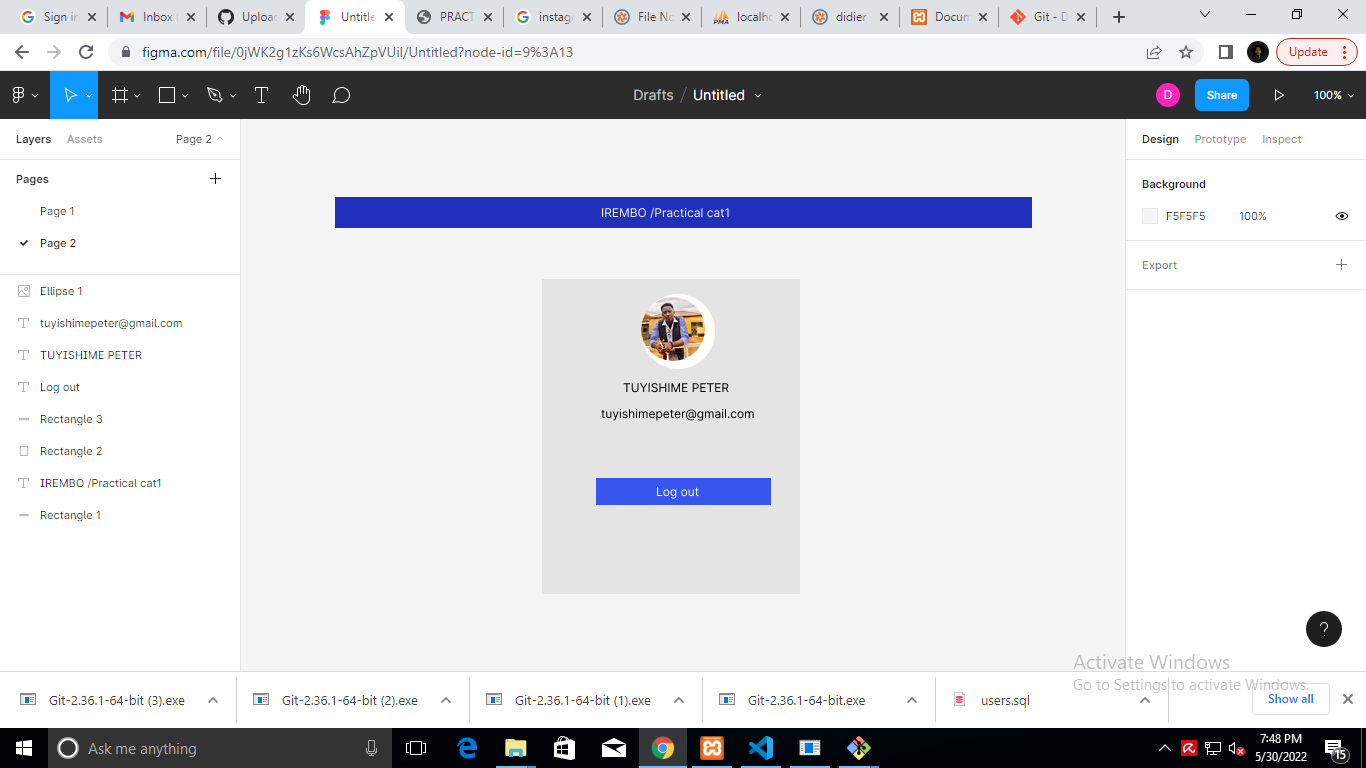 Sign in
Inbox
Uploa
Untitle
PRACT
instag
File No
localho
didier
Docum
Git - D
figma.com/file/0jWK2g1zKs6WcsAhZpVUil/Untitled?node-id=9%3A13
Update
Drafts / Untitled
D
Share
100%
Layers
Assets
Page 2
Pages
Page 1
Page 2
Ellipse 1
tuyishimepeter@gmail.com
TUYISHIME PETER
Log out
Rectangle 3
Rectangle 2
IREMBO /Practical cat1
Rectangle 1
IREMBO /Practical cat1
TUYISHIME PETER
tuyishimepeter@gmail.com
Log out
Design
Prototype
Inspect
Background
F5F5F5
100%
Export
?
Activate Windows
Go to Settings to activate Windows.
Git-2.36.1-64-bit (3).exe
Git-2.36.1-64-bit (2).exe
Git-2.36.1-64-bit (1).exe
Git-2.36.1-64-bit.exe
users.sql
Show all
Ask me anything
7:48 PM
5/30/2022
15